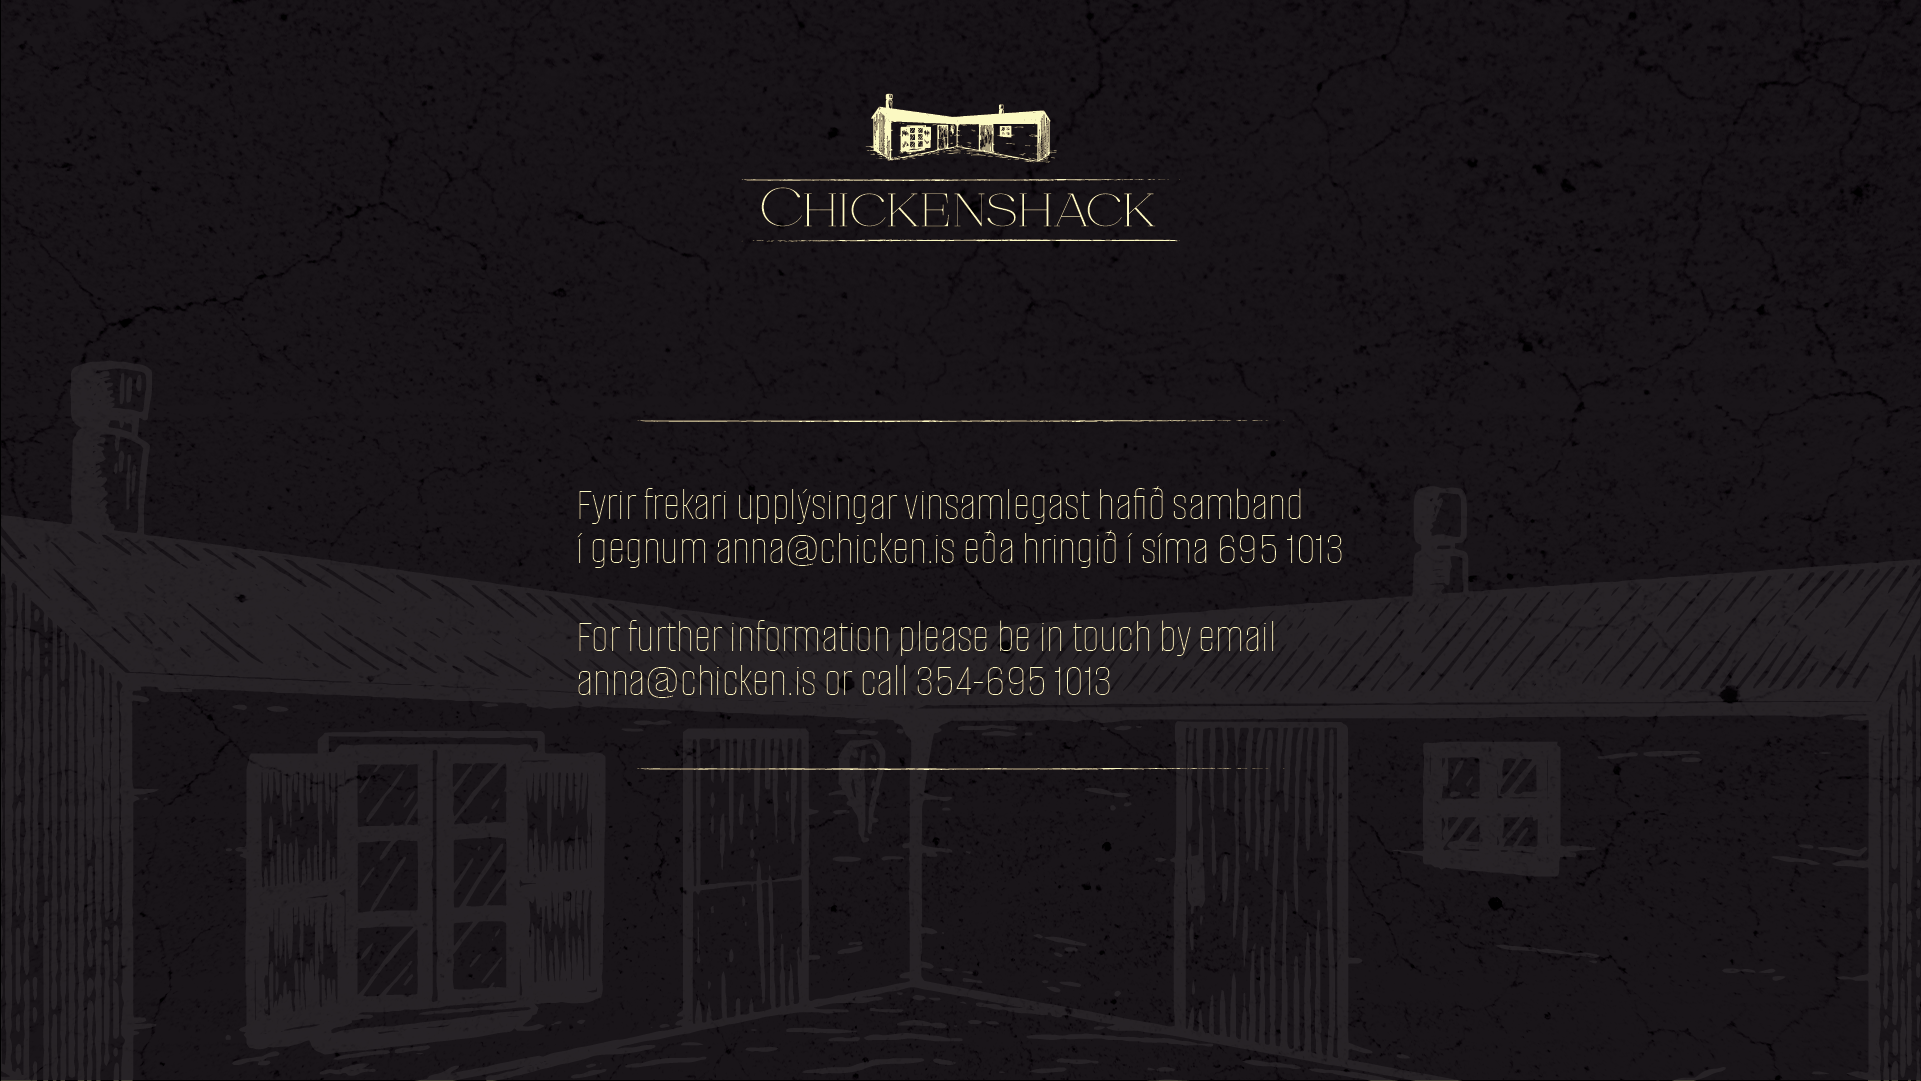 CHICKENSHACK
Fyrir frekari upplýsingar vinsamlegast hafið samband
í gegnum anna@chicken.is eða hringið í síma 695 1013
For further information please be in touch by email
anna@chicken.is or call 354-695 1013